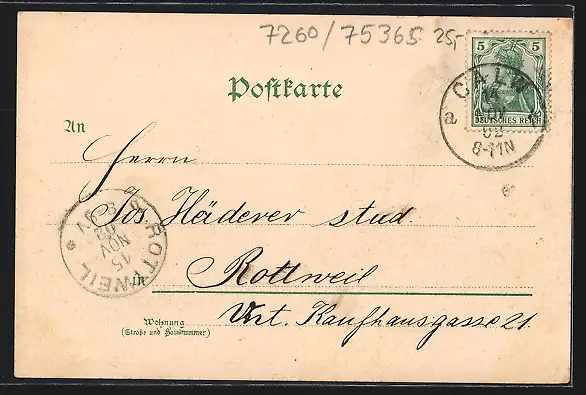 7260/75365 25,-
Postkarte
5 5
DEUTSCHES REICH
CALW
a
02
8-11N
An
Herrn
Jos. Häderer stud.
ROTTWEIL
15
NOV
02
in Rottweil
Unt. Kaufhausgasse 21.
Wohnung
(Straße und Hausnummer)